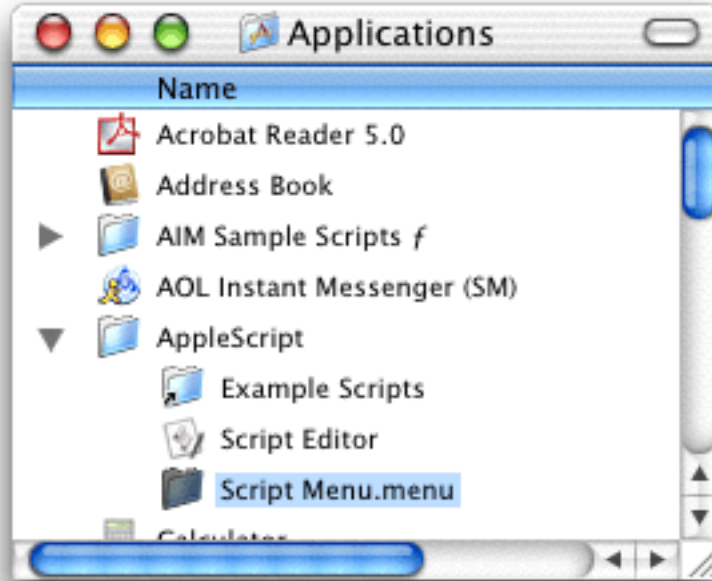 Applications
Name
Acrobat Reader 5.0
Address Book
AIM Sample Scripts ƒ
AOL Instant Messenger (SM)
AppleScript
Example Scripts
Script Editor
Script Menu.menu
Calculator